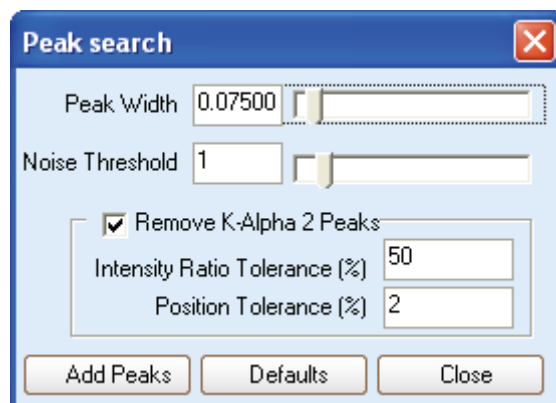 Peak search
Peak Width 0.07500
Noise Threshold 1
Remove K-Alpha 2 Peaks
Intensity Ratio Tolerance (%) 50
Position Tolerance (%) 2
Add Peaks Defaults Close